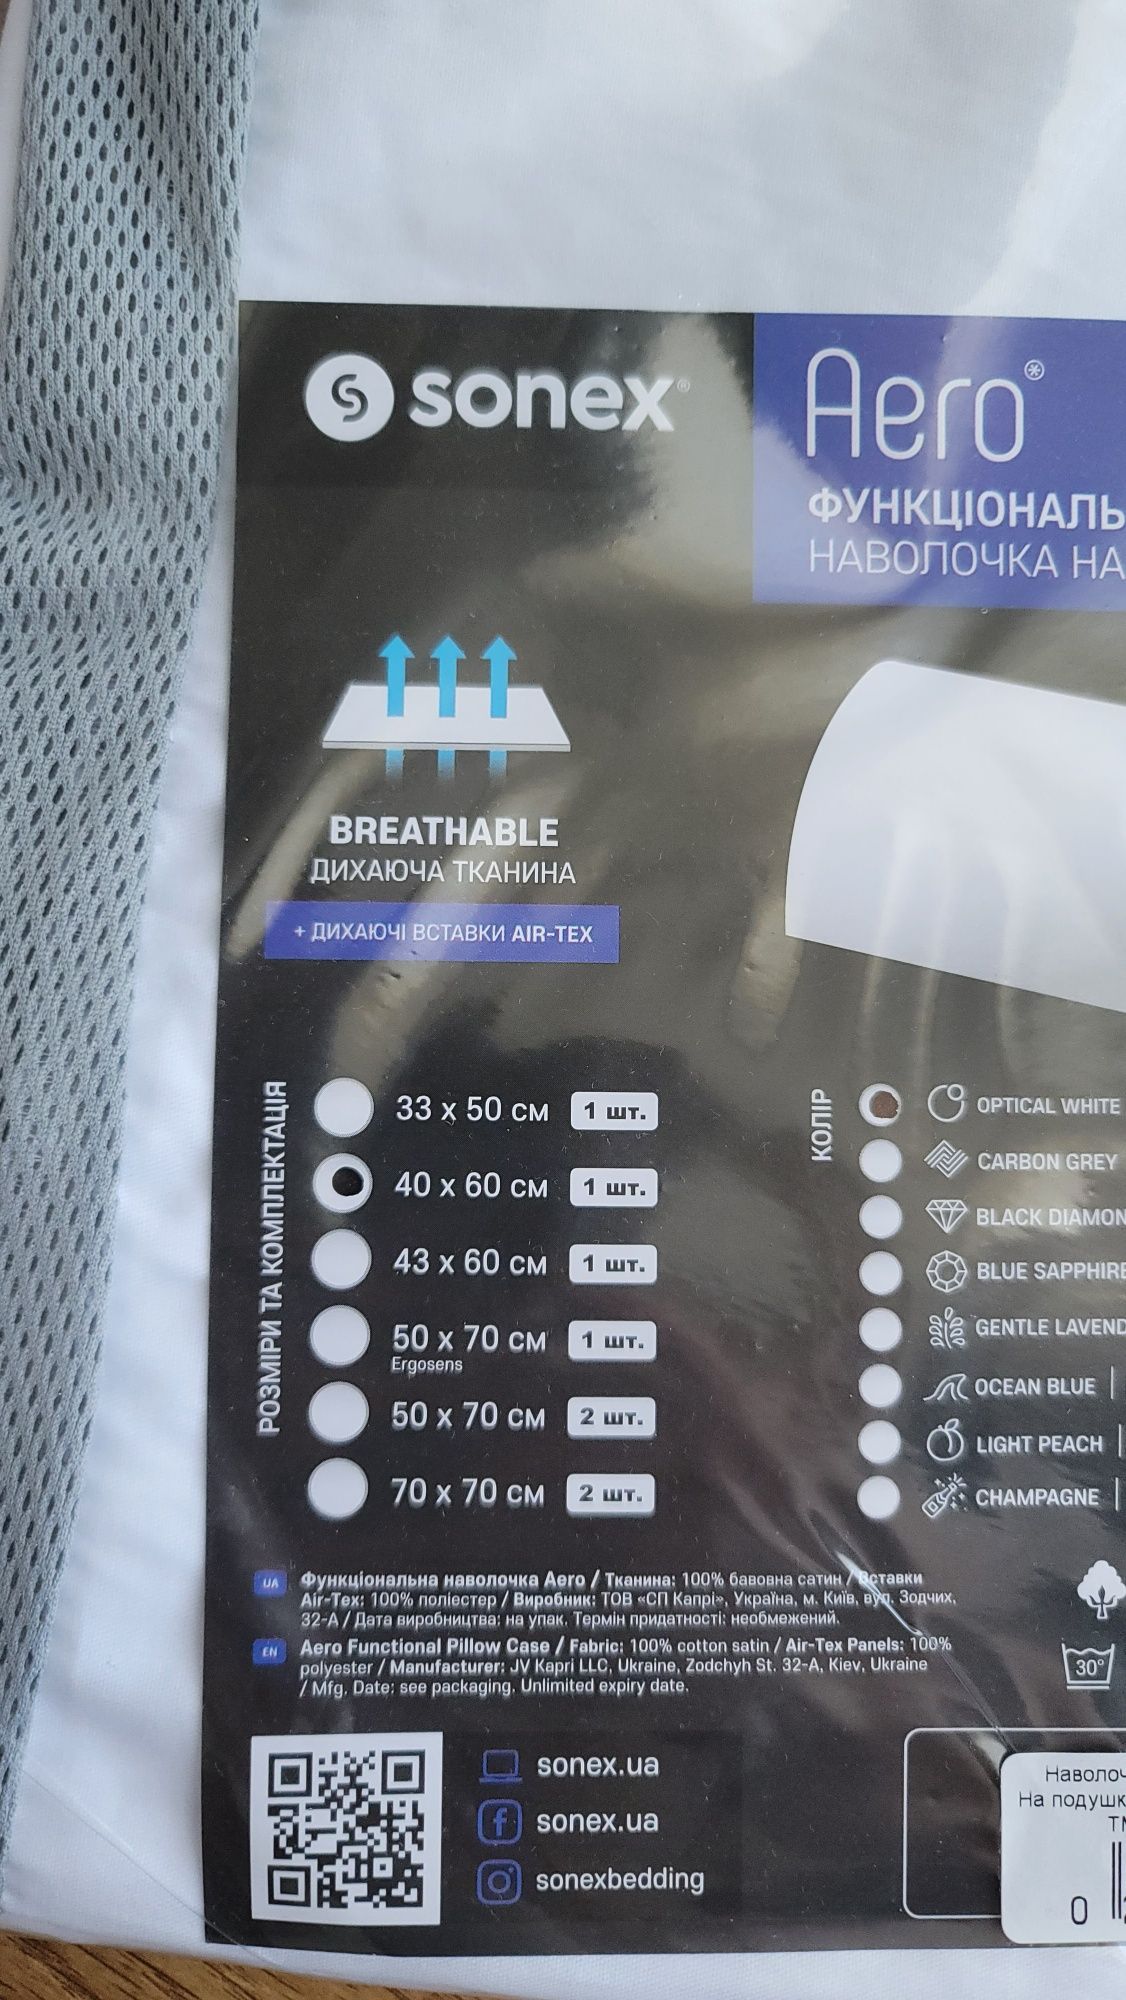 sonex®
Aero
ФУНКЦІОНАЛЬ
НАВОЛОЧКА НА
BREATHABLE
ДИХАЮЧА ТКАНИНА
+ ДИХАЮЧІ ВСТАВКИ AIR-TEX
РОЗМІРИ ТА КОМПЛЕКТАЦІЯ
33 x 50 см 1 шт.
40 x 60 см 1 шт.
43 x 60 см 1 шт.
50 x 70 см 1 шт.
Ergosens
50 x 70 см 2 шт.
70 x 70 см 2 шт.
КОЛІР
OPTICAL WHITE
CARBON GREY
BLACK DIAMON
BLUE SAPPHIRE
GENTLE LAVEND
OCEAN BLUE |
LIGHT PEACH |
CHAMPAGNE |
UA Функціональна наволочка Aero / Тканина: 100% бавовна сатин / Вставки
Air-Tex: 100% поліестер / Виробник: ТОВ «СП Капрі», Україна, м. Київ, вул. Зодчих,
32-А / Дата виробництва: на упак. Термін придатності: необмежений.
EN Aero Functional Pillow Case / Fabric: 100% cotton satin / Air-Tex Panels: 100%
polyester / Manufacturer: JV Kapri LLC, Ukraine, Zodchyh St. 32-A, Kiev, Ukraine
/ Mfg. Date: see packaging. Unlimited expiry date.
30°
sonex.ua
sonex.ua
sonexbedding
Наволоч
На подушк
ТМ
0